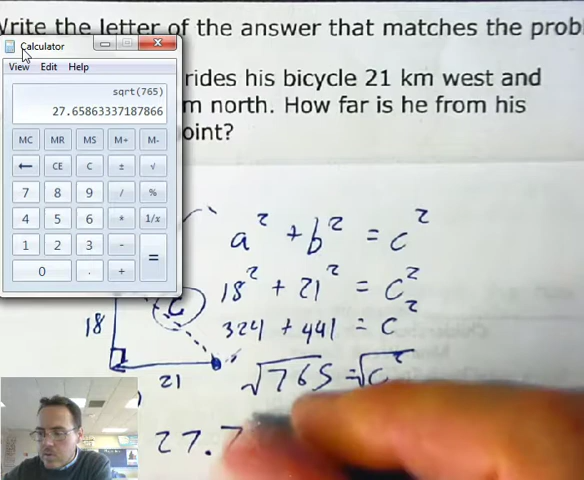 Write the letter of the answer that matches the prob
rides his bicycle 21 km west and
m north. How far is he from his
oint?
Calculator
View Edit Help
sqrt(765)
27.65863337187866
MC MR MS M+ M-
← CE C ± √
7 8 9 / %
4 5 6 * 1/x
1 2 3 - =
0 . +
a² + b² = c²
18² + 21² = c²
324 + 441 = c²
√765 = √c²
18
c
21
27.7